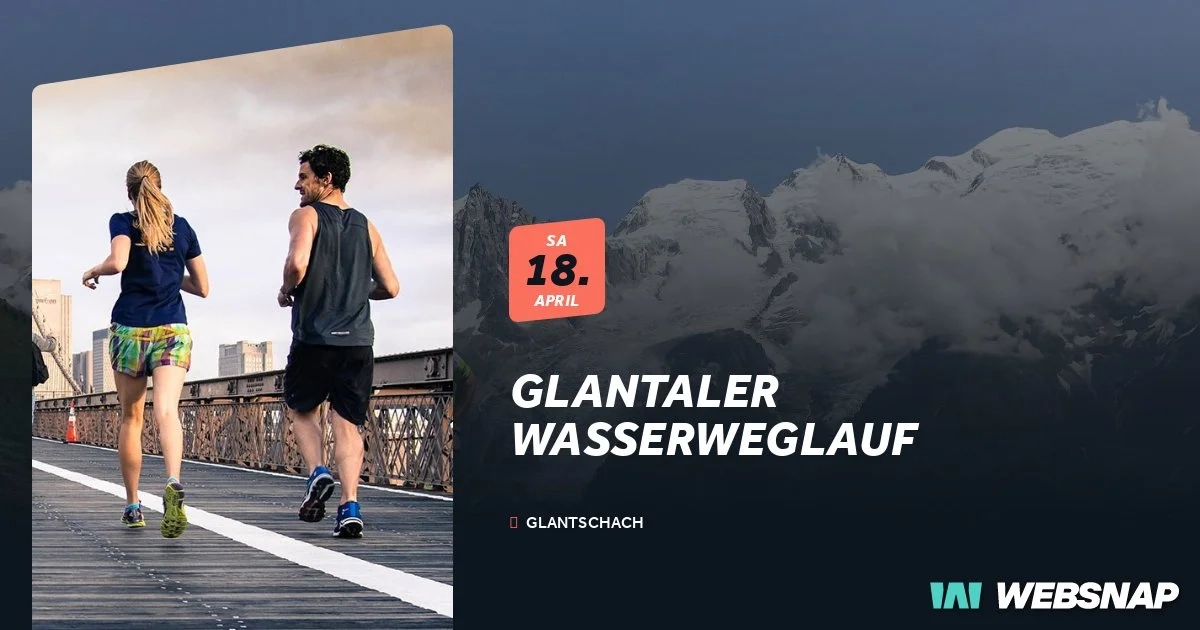 SA
18.
APRIL
GLANTALER
WASSERWEGLAUF
GLANTSCHACH
WEBSNAP